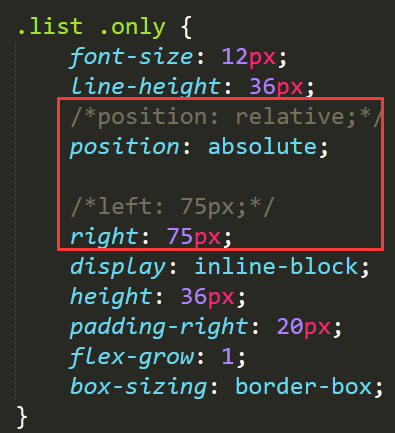 .list .only {
font-size: 12px;
line-height: 36px;
/*position: relative;*/
position: absolute;
/*left: 75px;*/
right: 75px;
display: inline-block;
height: 36px;
padding-right: 20px;
flex-grow: 1;
box-sizing: border-box;
}